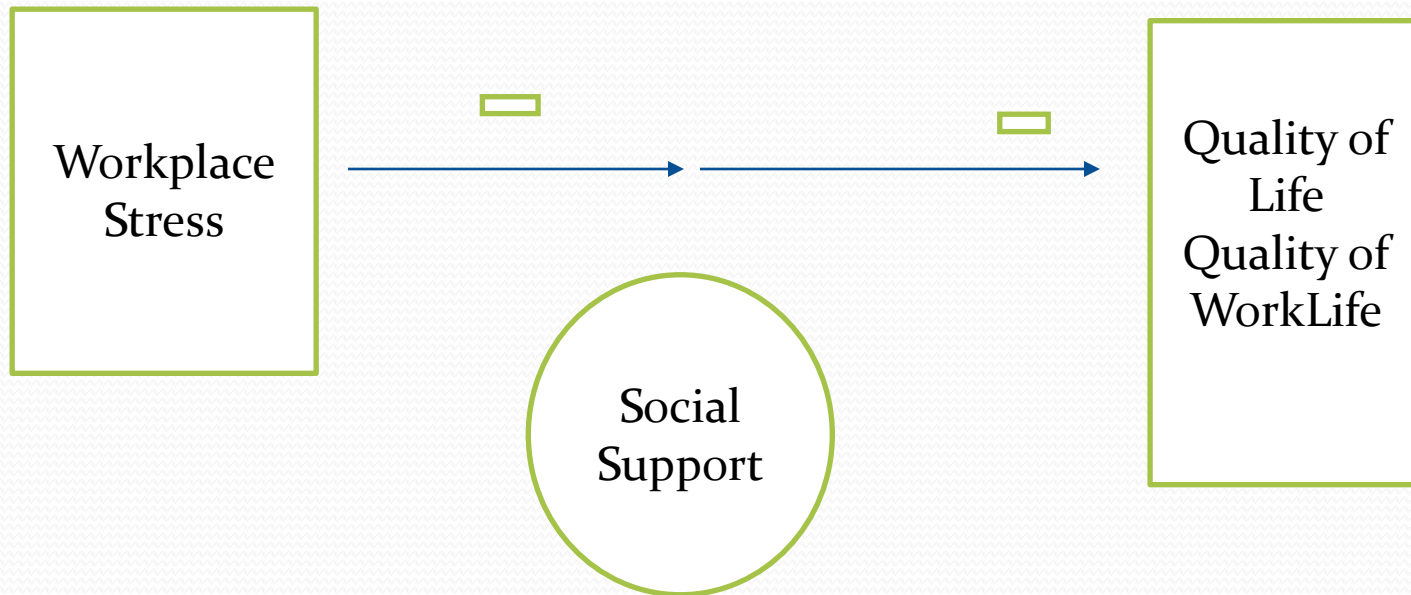 Workplace
Stress
Social
Support
Quality of
Life
Quality of
WorkLife